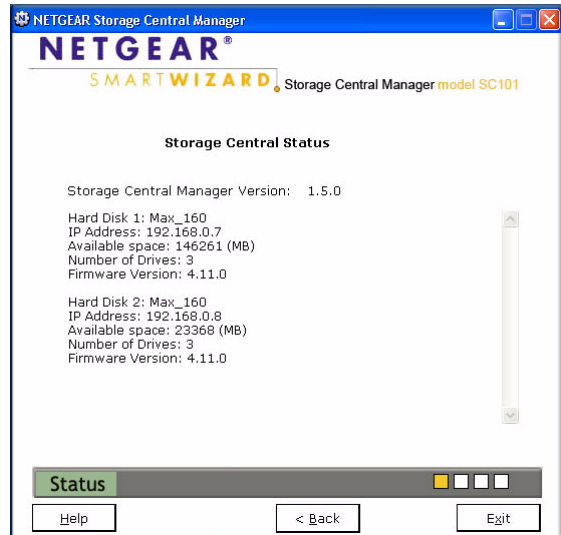 NETGEAR Storage Central Manager
NETGEAR®
SMARTWIZARD Storage Central Manager model SC101
Storage Central Status
Storage Central Manager Version: 1.5.0
Hard Disk 1: Max_160
IP Address: 192.168.0.7
Available space: 146261 (MB)
Number of Drives: 3
Firmware Version: 4.11.0
Hard Disk 2: Max_160
IP Address: 192.168.0.8
Available space: 23368 (MB)
Number of Drives: 3
Firmware Version: 4.11.0
Status
Help < Back Exit